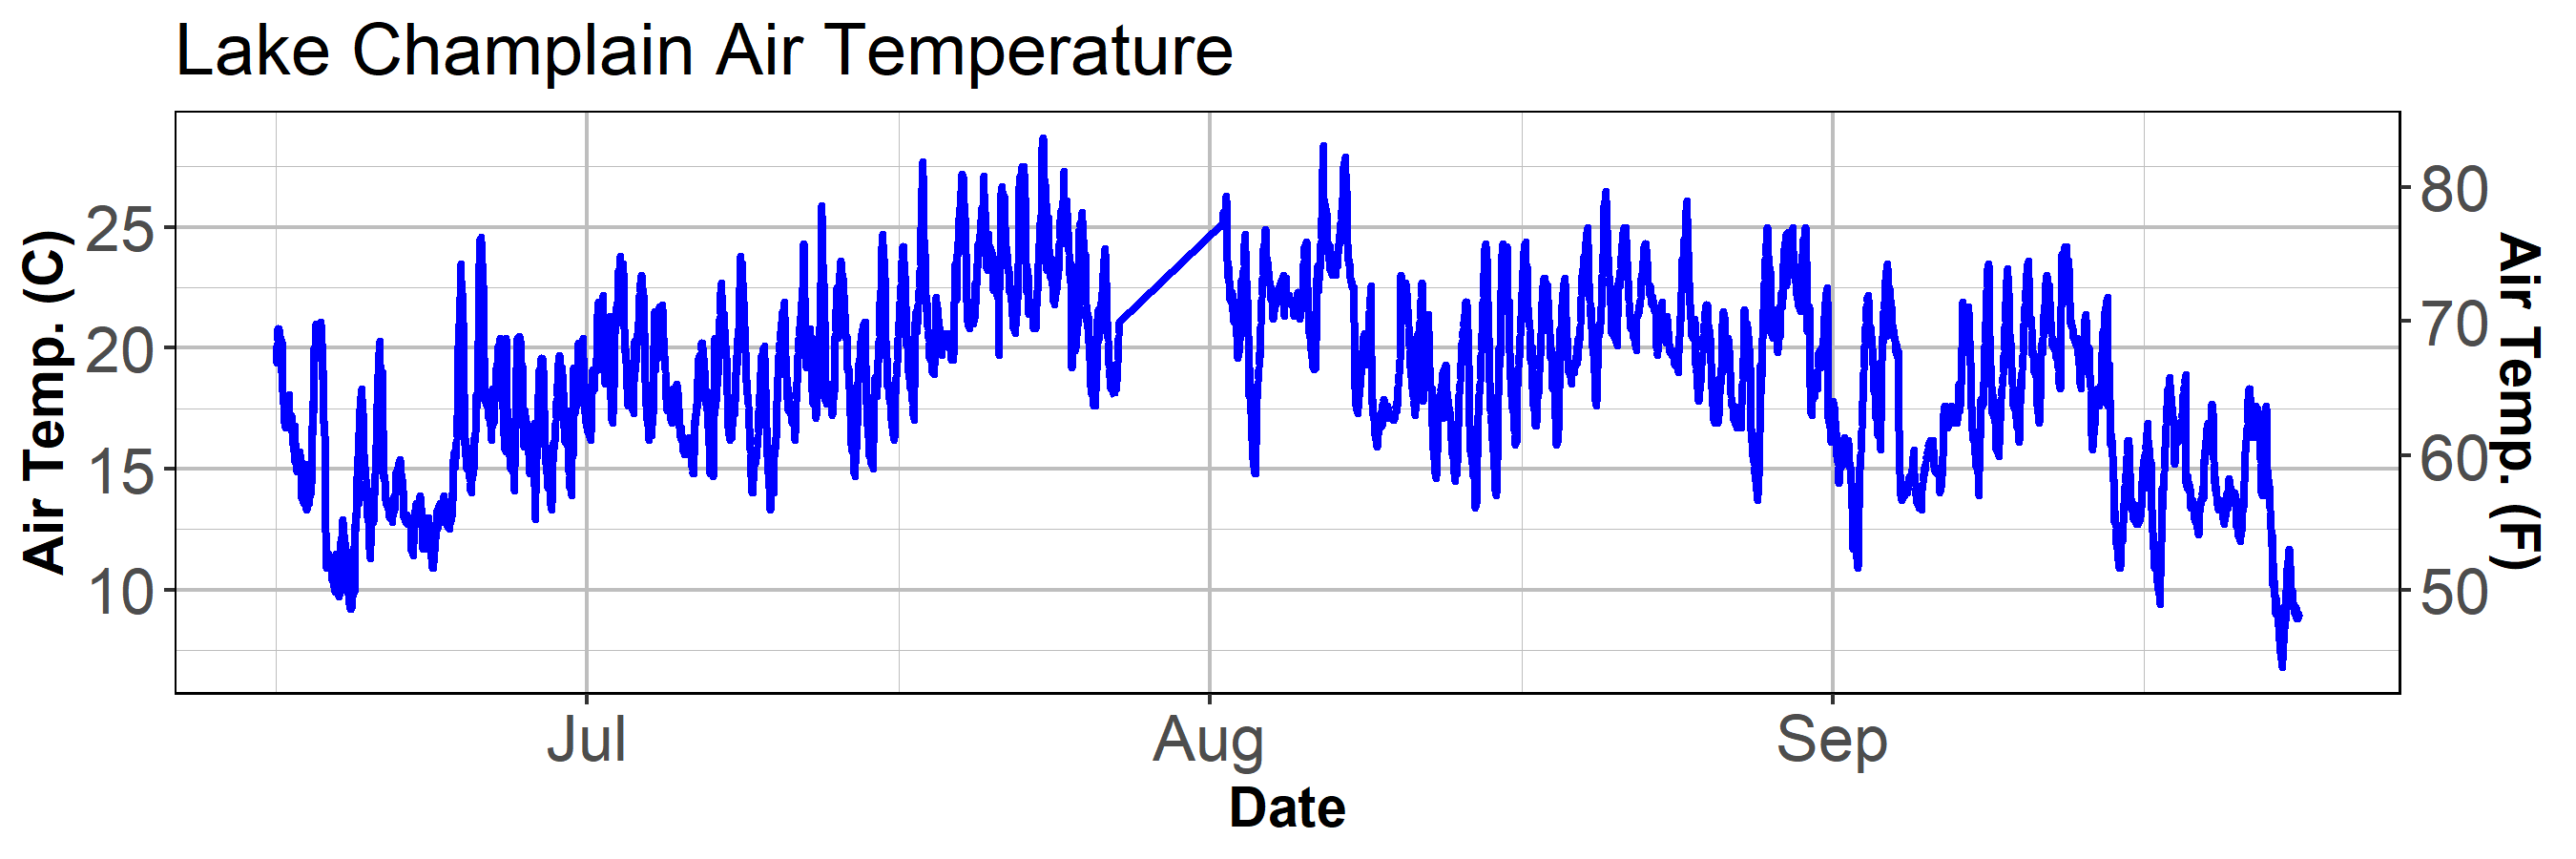 Lake Champlain Air Temperature
Air Temp. (C)
25
20
15
10
80
70
60
50
Air Temp. (F)
Jul Aug Sep
Date